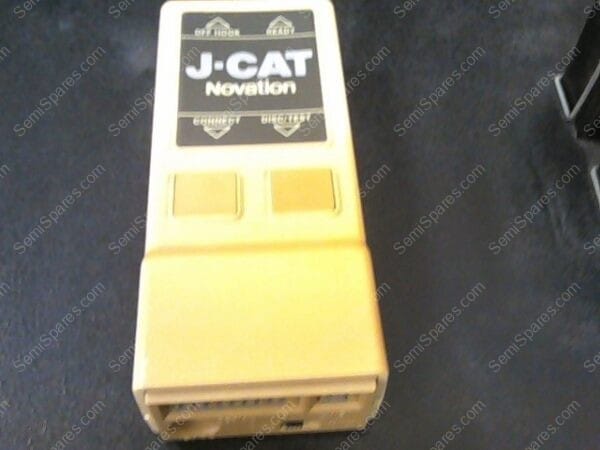 OFF HOOK READY
J-CAT
Novation
CONNECT DISC/TEST
SemiSpares.com